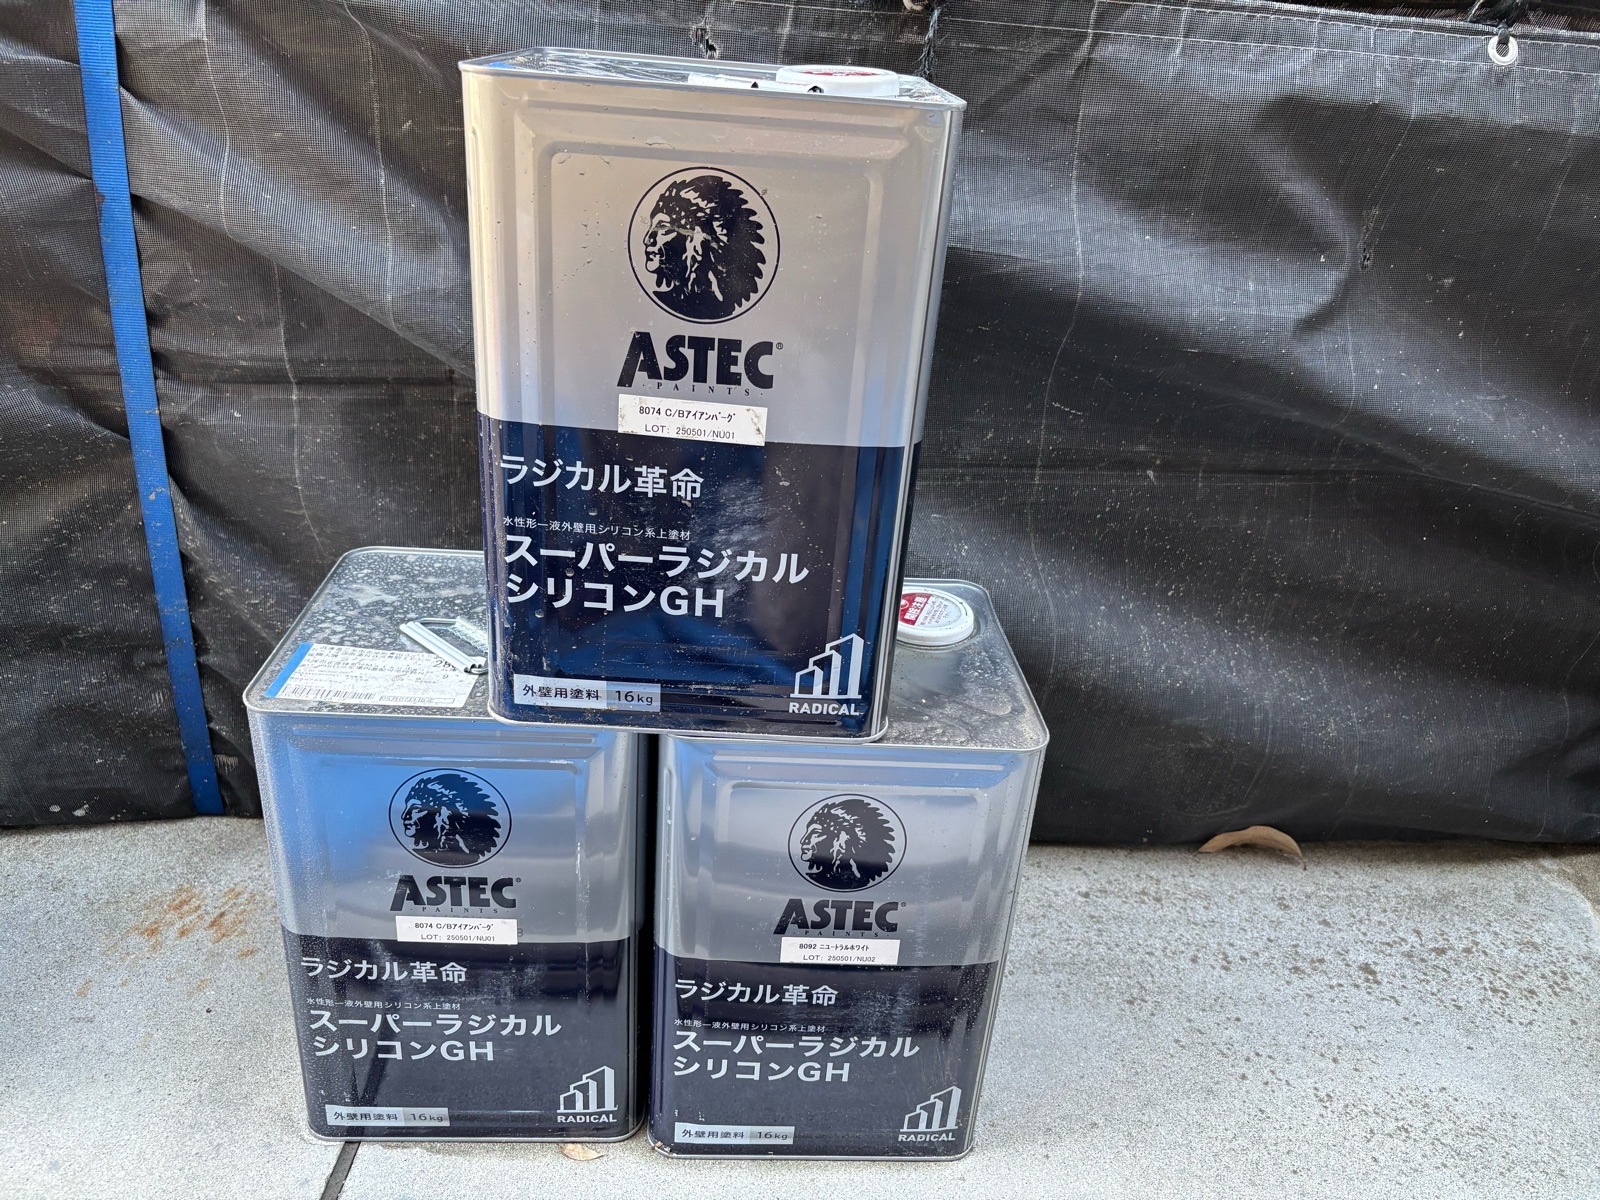 ASTEC®
PAINTS
8074 C/Bアイアンバーグ
LOT: 250501/NU01
ラジカル革命
水性形一液外壁用シリコン系上塗材
スーパーラジカル
シリコンGH
外壁用塗料 16kg
RADICAL
ASTEC®
PAINTS
8074 C/Bアイアンバーグ
LOT: 250501/NU01
ラジカル革命
水性形一液外壁用シリコン系上塗材
スーパーラジカル
シリコンGH
外壁用塗料 16kg
RADICAL
ASTEC®
PAINTS
8092 ニュートラルホワイト
LOT: 250501/NU02
ラジカル革命
水性形一液外壁用シリコン系上塗材
スーパーラジカル
シリコンGH
外壁用塗料 16kg
RADICAL